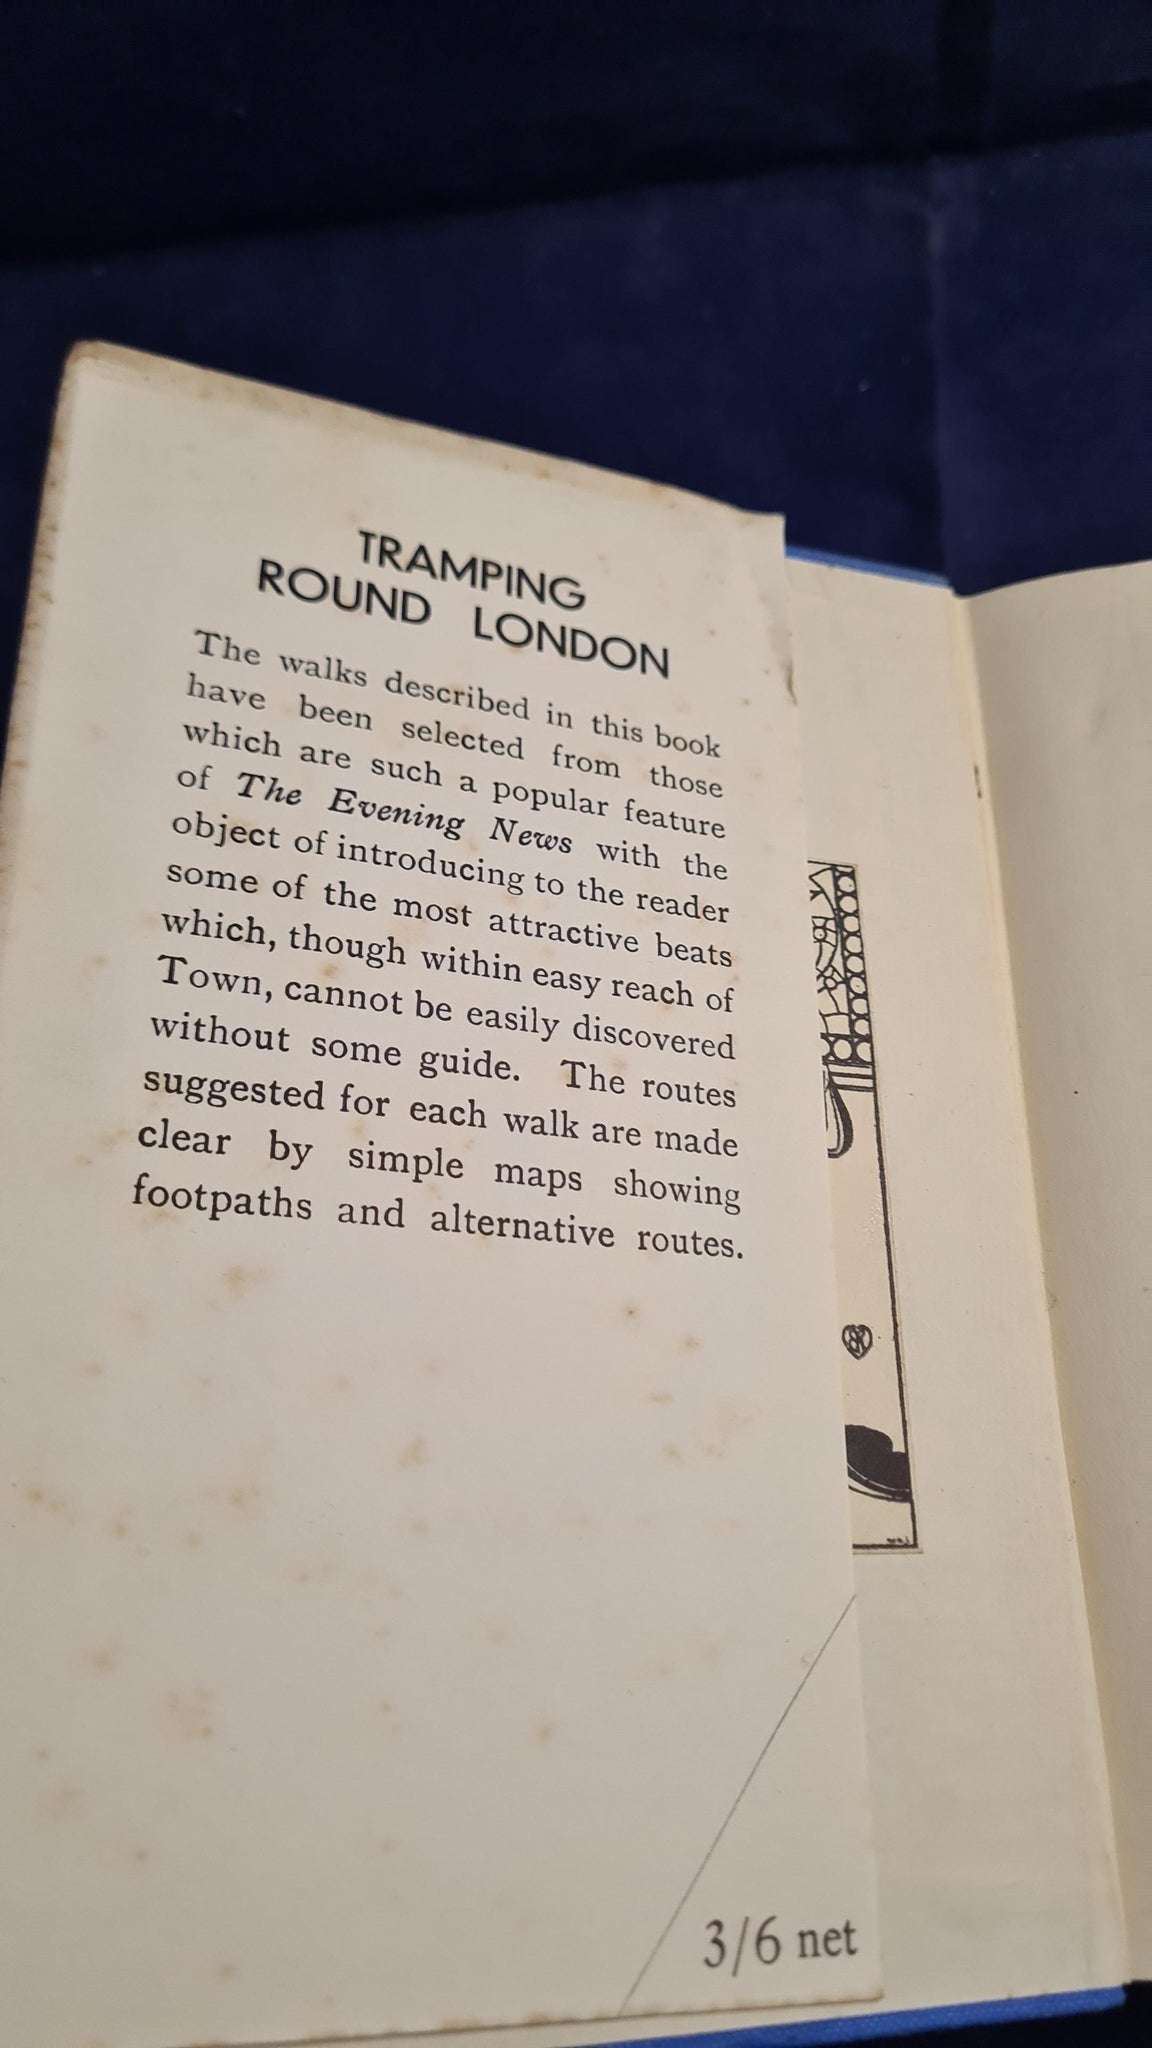 TRAMPING
ROUND LONDON
The walks described in this book
have been selected from those
which are such a popular feature
of The Evening News with the
object of introducing to the reader
some of the most attractive beats
which, though within easy reach of
Town, cannot be easily discovered
without some guide. The routes
suggested for each walk are made
clear by simple maps showing
footpaths and alternative routes.
3/6 net